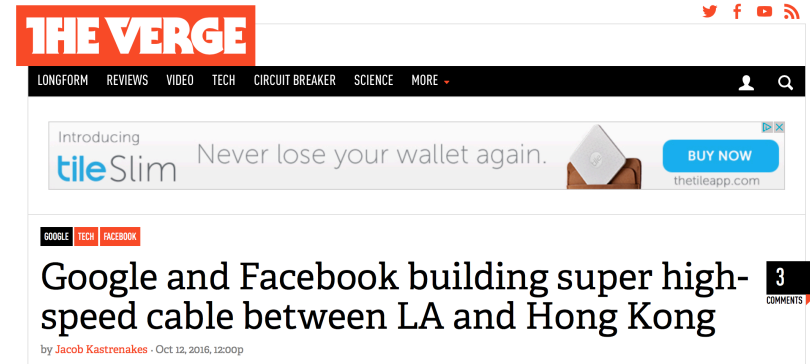 THE VERGE
LONGFORM REVIEWS VIDEO TECH CIRCUIT BREAKER SCIENCE MORE
Introducing
tile Slim
Never lose your wallet again.
BUY NOW
thetileapp.com
GOOGLE TECH FACEBOOK
Google and Facebook building super high-
speed cable between LA and Hong Kong
3
COMMENTS
by Jacob Kastrenakes · Oct 12, 2016, 12:00p